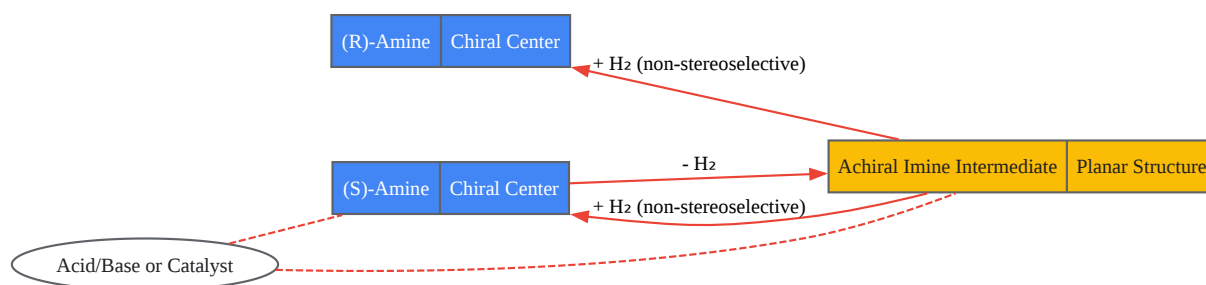 (R)-Amine
Chiral Center
+ H₂ (non-stereoselective)
(S)-Amine
Chiral Center
- H₂
Achiral Imine Intermediate
Planar Structure
+ H₂ (non-stereoselective)
Acid/Base or Catalyst